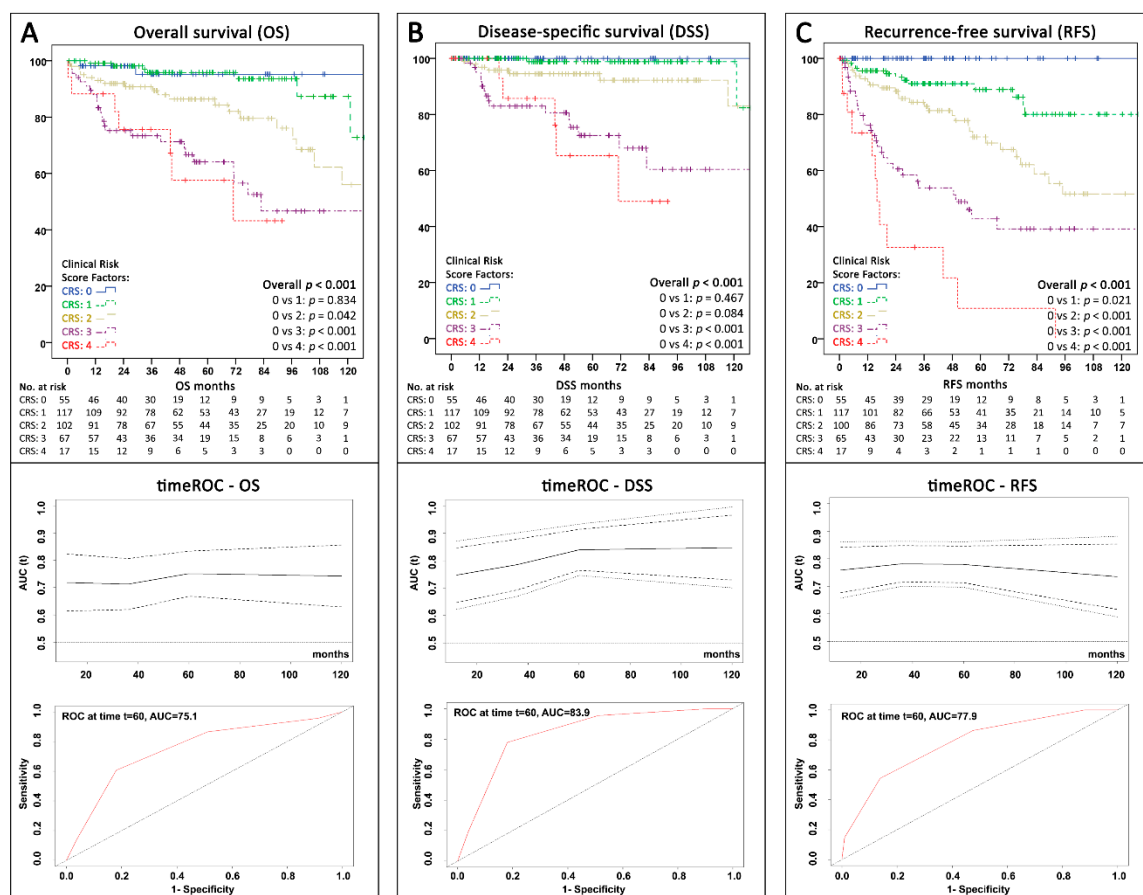 A
Overall survival (OS)
100
80
60
40
20
0
Clinical Risk
Score Factors:
CRS: 0
CRS: 1
CRS: 2
CRS: 3
CRS: 4
Overall p < 0.001
0 vs 1: p = 0.834
0 vs 2: p = 0.042
0 vs 3: p < 0.001
0 vs 4: p < 0.001
0 12 24 36 48 60 72 84 96 108 120
No. at risk OS months
CRS: 0 55 46 40 30 19 12 9 9 5 3 1
CRS: 1 117 109 92 78 62 53 43 27 19 12 7
CRS: 2 102 91 78 67 55 44 35 25 20 10 9
CRS: 3 67 57 43 36 34 19 15 8 6 3 1
CRS: 4 17 15 12 9 6 5 3 3 0 0 0
B
Disease-specific survival (DSS)
100
80
60
40
20
0
Clinical Risk
Score Factors:
CRS: 0
CRS: 1
CRS: 2
CRS: 3
CRS: 4
Overall p < 0.001
0 vs 1: p = 0.467
0 vs 2: p = 0.084
0 vs 3: p < 0.001
0 vs 4: p < 0.001
0 12 24 36 48 60 72 84 96 108 120
No. at risk DSS months
CRS: 0 55 46 40 30 19 12 9 9 5 3 1
CRS: 1 117 109 92 78 62 53 43 27 19 12 7
CRS: 2 102 91 78 67 55 44 35 25 20 10 9
CRS: 3 67 57 43 36 34 19 15 8 6 3 1
CRS: 4 17 15 12 9 6 5 3 3 0 0 0
C
Recurrence-free survival (RFS)
100
80
60
40
20
0
Clinical Risk
Score Factors:
CRS: 0
CRS: 1
CRS: 2
CRS: 3
CRS: 4
Overall p < 0.001
0 vs 1: p = 0.021
0 vs 2: p < 0.001
0 vs 3: p < 0.001
0 vs 4: p < 0.001
0 12 24 36 48 60 72 84 96 108 120
No. at risk RFS months
CRS: 0 55 45 39 29 19 12 9 8 5 3 1
CRS: 1 117 101 82 66 53 41 35 21 14 10 5
CRS: 2 100 86 73 58 45 34 28 18 14 7 7
CRS: 3 65 43 30 23 22 13 11 7 5 2 1
CRS: 4 17 9 4 3 2 1 1 1 0 0 0
timeROC - OS
AUC (t)
1.0
0.9
0.8
0.7
0.6
0.5
months
20 40 60 80 100 120
ROC at time t=60, AUC=75.1
Sensitivity
1.0
0.8
0.6
0.4
0.2
0.0
0.0 0.2 0.4 0.6 0.8 1.0
1- Specificity
timeROC - DSS
AUC (t)
1.0
0.9
0.8
0.7
0.6
0.5
months
20 40 60 80 100 120
ROC at time t=60, AUC=83.9
Sensitivity
1.0
0.8
0.6
0.4
0.2
0.0
0.0 0.2 0.4 0.6 0.8 1.0
1- Specificity
timeROC - RFS
AUC (t)
1.0
0.9
0.8
0.7
0.6
0.5
months
20 40 60 80 100 120
ROC at time t=60, AUC=77.9
Sensitivity
1.0
0.8
0.6
0.4
0.2
0.0
0.0 0.2 0.4 0.6 0.8 1.0
1- Specificity